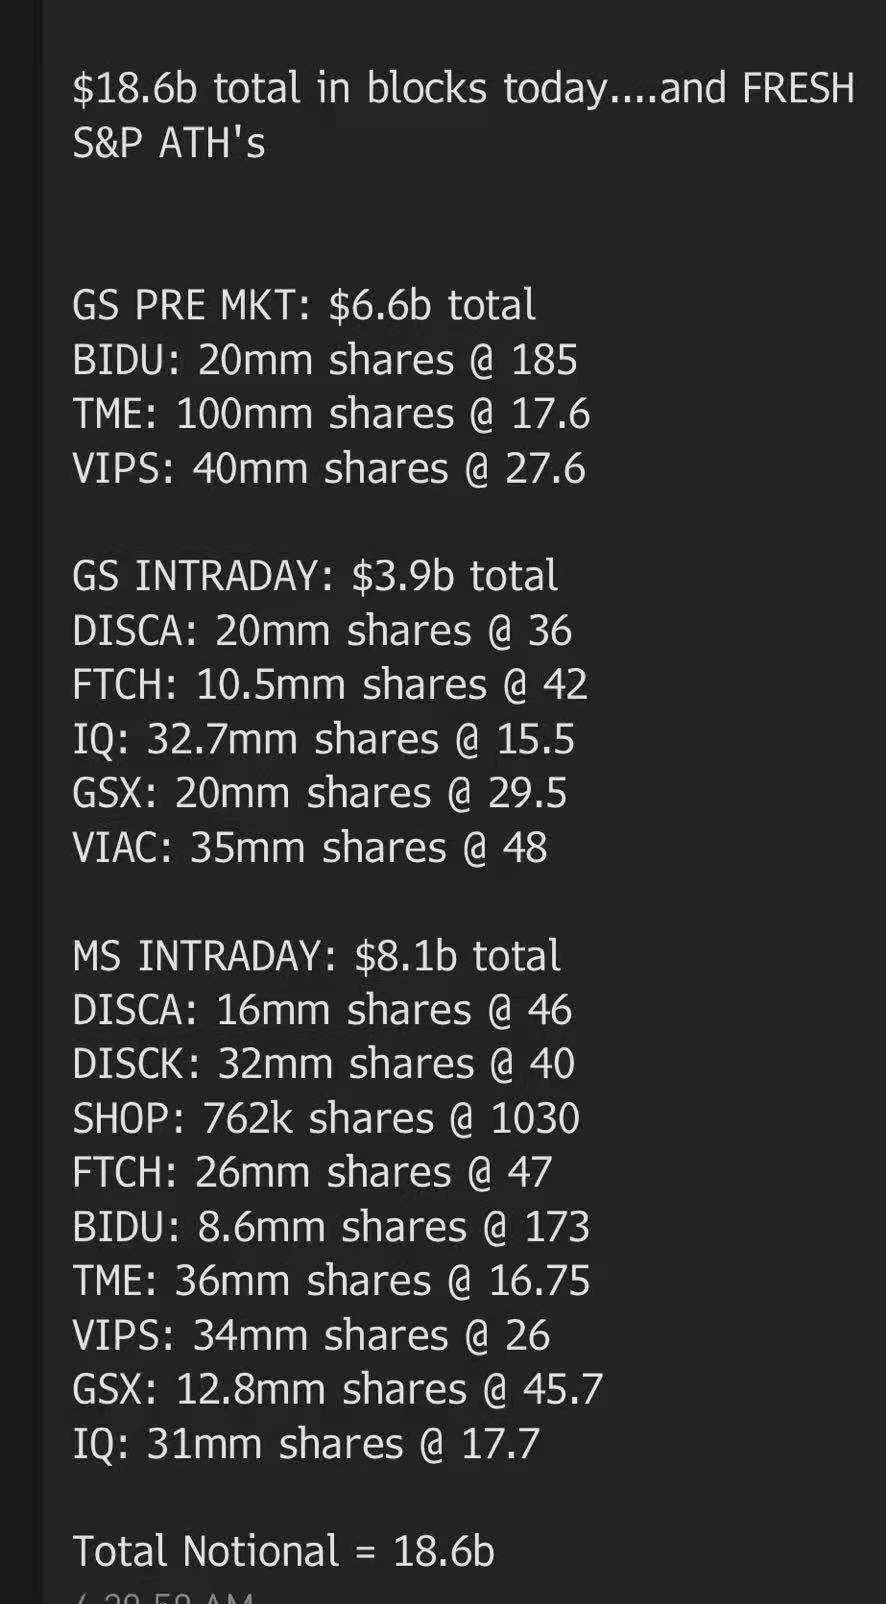 $18.6b total in blocks today....and FRESH
S&P ATH's
GS PRE MKT: $6.6b total
BIDU: 20mm shares @ 185
TME: 100mm shares @ 17.6
VIPS: 40mm shares @ 27.6
GS INTRADAY: $3.9b total
DISCA: 20mm shares @ 36
FTCH: 10.5mm shares @ 42
IQ: 32.7mm shares @ 15.5
GSX: 20mm shares @ 29.5
VIAC: 35mm shares @ 48
MS INTRADAY: $8.1b total
DISCA: 16mm shares @ 46
DISCK: 32mm shares @ 40
SHOP: 762k shares @ 1030
FTCH: 26mm shares @ 47
BIDU: 8.6mm shares @ 173
TME: 36mm shares @ 16.75
VIPS: 34mm shares @ 26
GSX: 12.8mm shares @ 45.7
IQ: 31mm shares @ 17.7
Total Notional = 18.6b